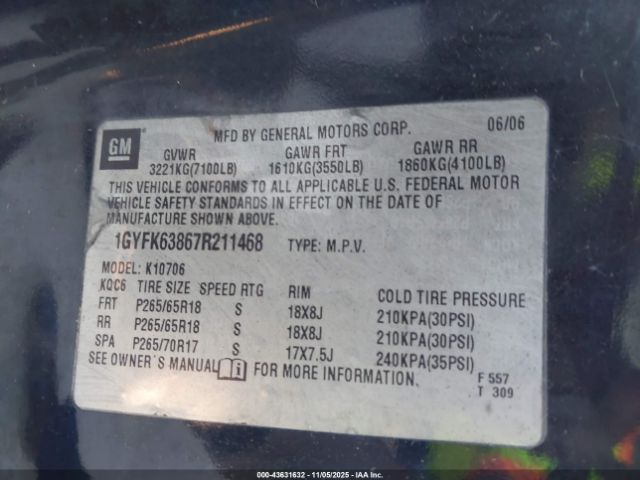 GM
MFD BY GENERAL MOTORS CORP. 06/06
GVWR GAWR FRT GAWR RR
3221KG(7100LB) 1610KG(3550LB) 1860KG(4100LB)
THIS VEHICLE CONFORMS TO ALL APPLICABLE U.S. FEDERAL MOTOR
VEHICLE SAFETY STANDARDS IN EFFECT ON THE DATE OF
MANUFACTURE SHOWN ABOVE.
1GYFK63867R211468 TYPE: M.P.V.
MODEL: K10706
KQC6 TIRE SIZE SPEED RTG RIM COLD TIRE PRESSURE
FRT P265/65R18 S 18X8J 210KPA(30PSI)
RR P265/65R18 S 18X8J 210KPA(30PSI)
SPA P265/70R17 S 17X7.5J 240KPA(35PSI)
SEE OWNER'S MANUAL FOR MORE INFORMATION.
F 557
T 309
00-43631632 - 11/05/2025 - IAA Inc.